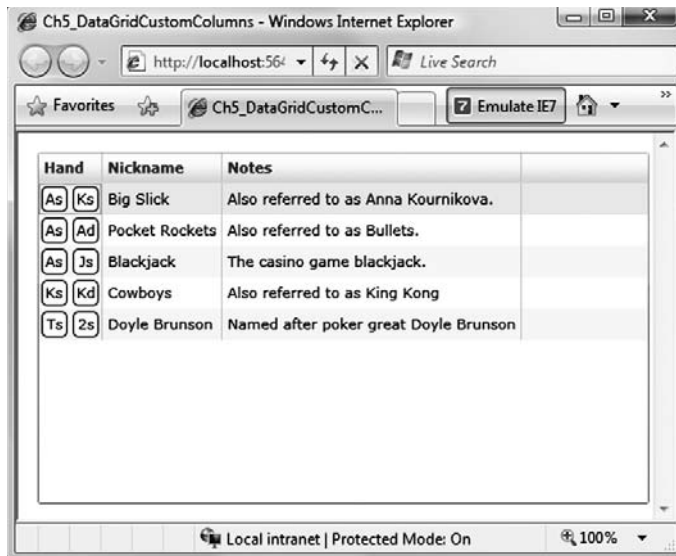 Ch5_DataGridCustomColumns - Windows Internet Explorer
http://localhost:564
Live Search
Favorites
Ch5_DataGridCustomC...
Emulate IE7
Hand Nickname Notes
As Ks Big Slick Also referred to as Anna Kournikova.
As Ad Pocket Rockets Also referred to as Bullets.
As Js Blackjack The casino game blackjack.
Ks Kd Cowboys Also referred to as King Kong
Ts 2s Doyle Brunson Named after poker great Doyle Brunson
Local intranet | Protected Mode: On 100%